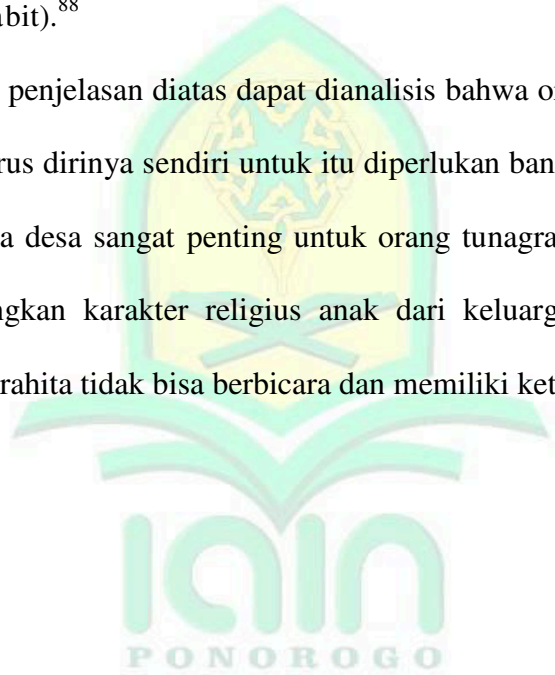 abit).⁸⁸
penjelasan diatas dapat dianalisis bahwa
rus dirinya sendiri untuk itu diperlukan ban
a desa sangat penting untuk orang tunagra
ngkan karakter religius anak dari keluarg
rahita tidak bisa berbicara dan memiliki ket
iain
PONOROGO